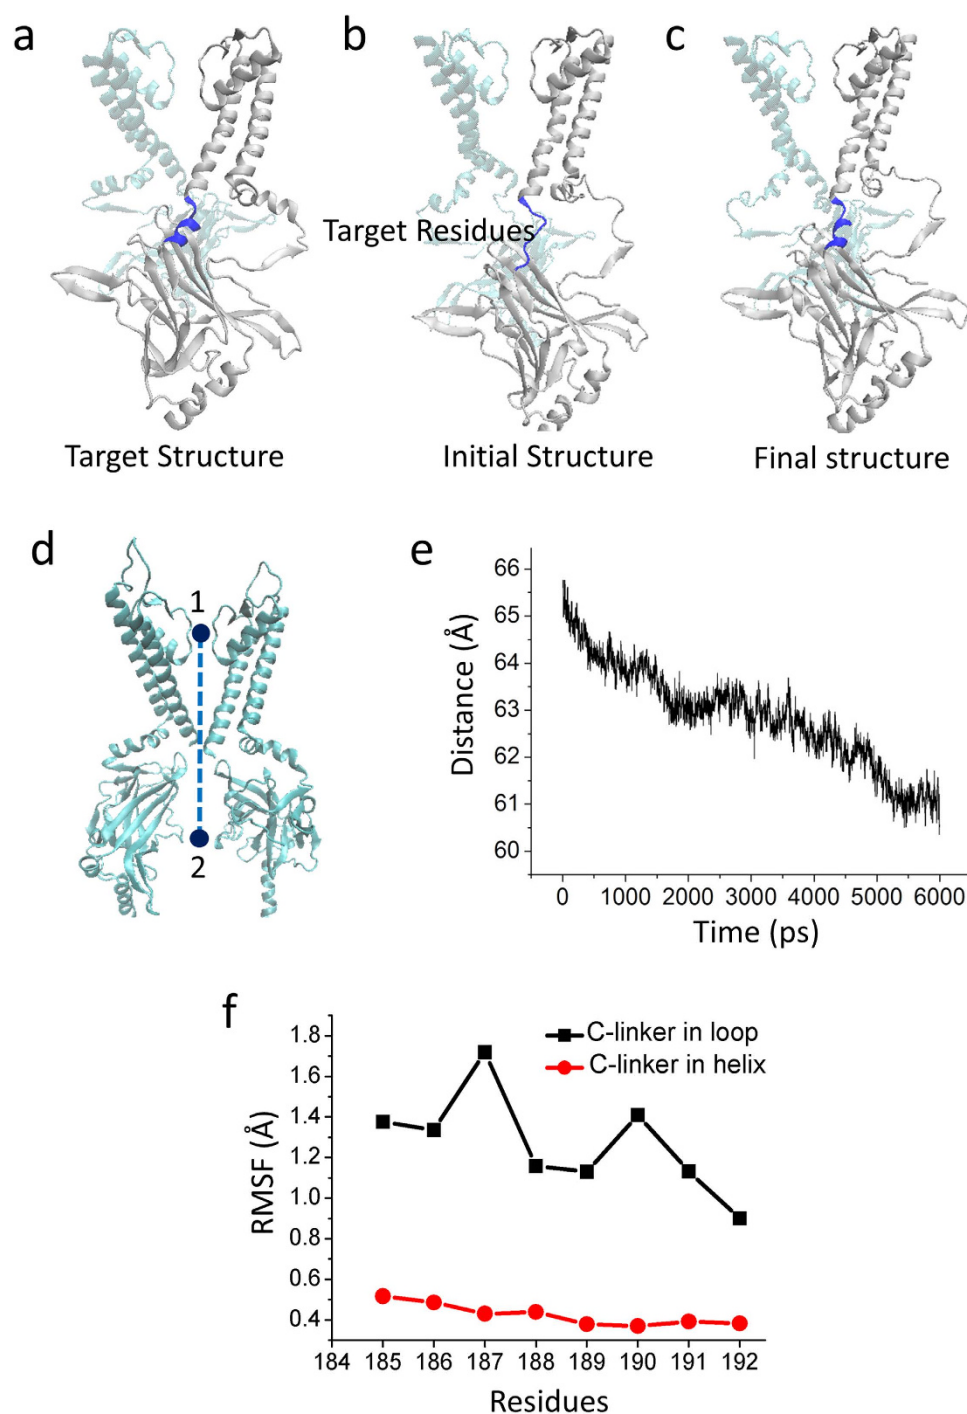 a
b
c
Target Residues
Target Structure
Initial Structure
Final structure
d
1
2
e
66
65
64
63
62
61
60
Distance (Å)
0 1000 2000 3000 4000 5000 6000
Time (ps)
f
C-linker in loop
C-linker in helix
1.8
1.6
1.4
1.2
1.0
0.8
0.6
0.4
RMSF (Å)
184 185 186 187 188 189 190 191 192
Residues